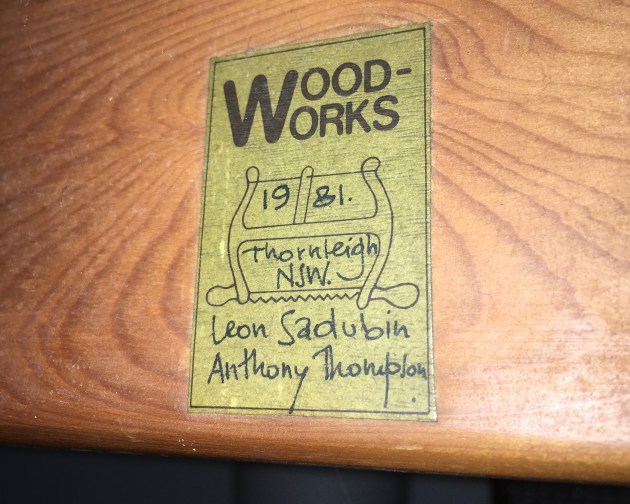 WOOD-
WORKS
19 81.
Thornleigh
NSW.
Leon Sadubin
Anthony Thompson.